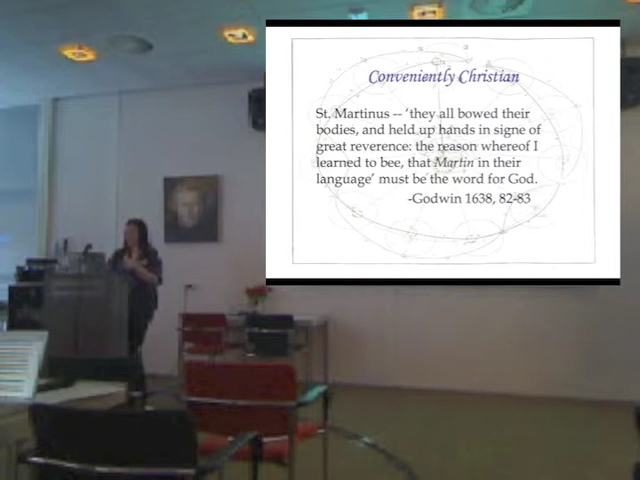 Conveniently Christian
St. Martinus -- ‘they all bowed their
bodies, and held up hands in signe of
great reverence: the reason whereof I
learned to bee, that Martin in their
language’ must be the word for God.
-Godwin 1638, 82-83